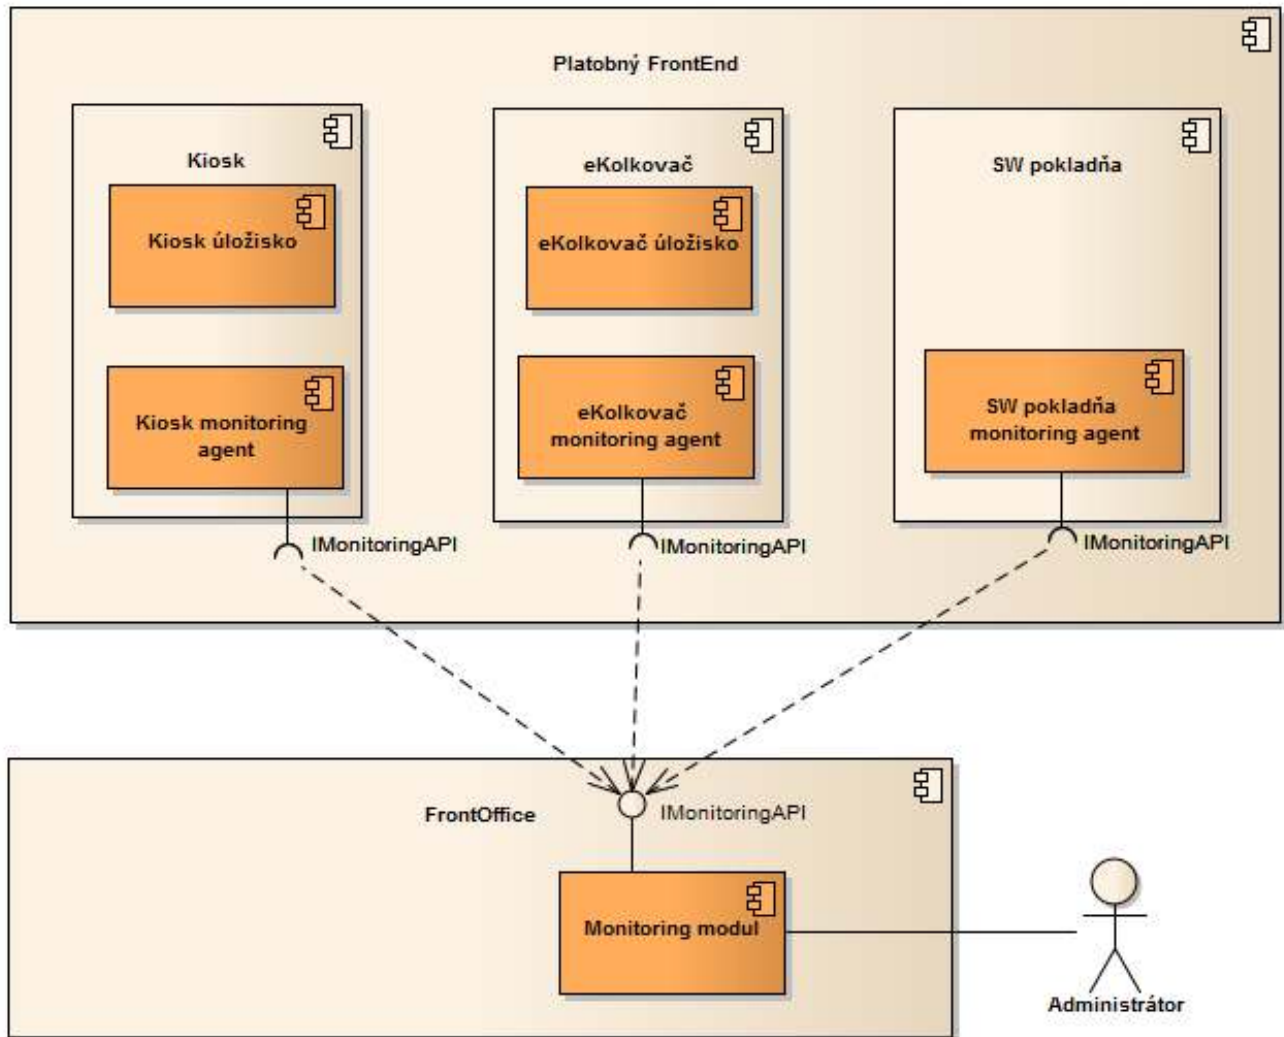 Platobný FrontEnd
Kiosk
eKolkovač
SW pokladňa
Kiosk úložisko
eKolkovač úložisko
Kiosk monitoring
agent
eKolkovač
monitoring agent
SW pokladňa
monitoring agent
IMonitoringAPI
IMonitoringAPI
IMonitoringAPI
FrontOffice
IMonitoringAPI
Monitoring modul
Administrátor